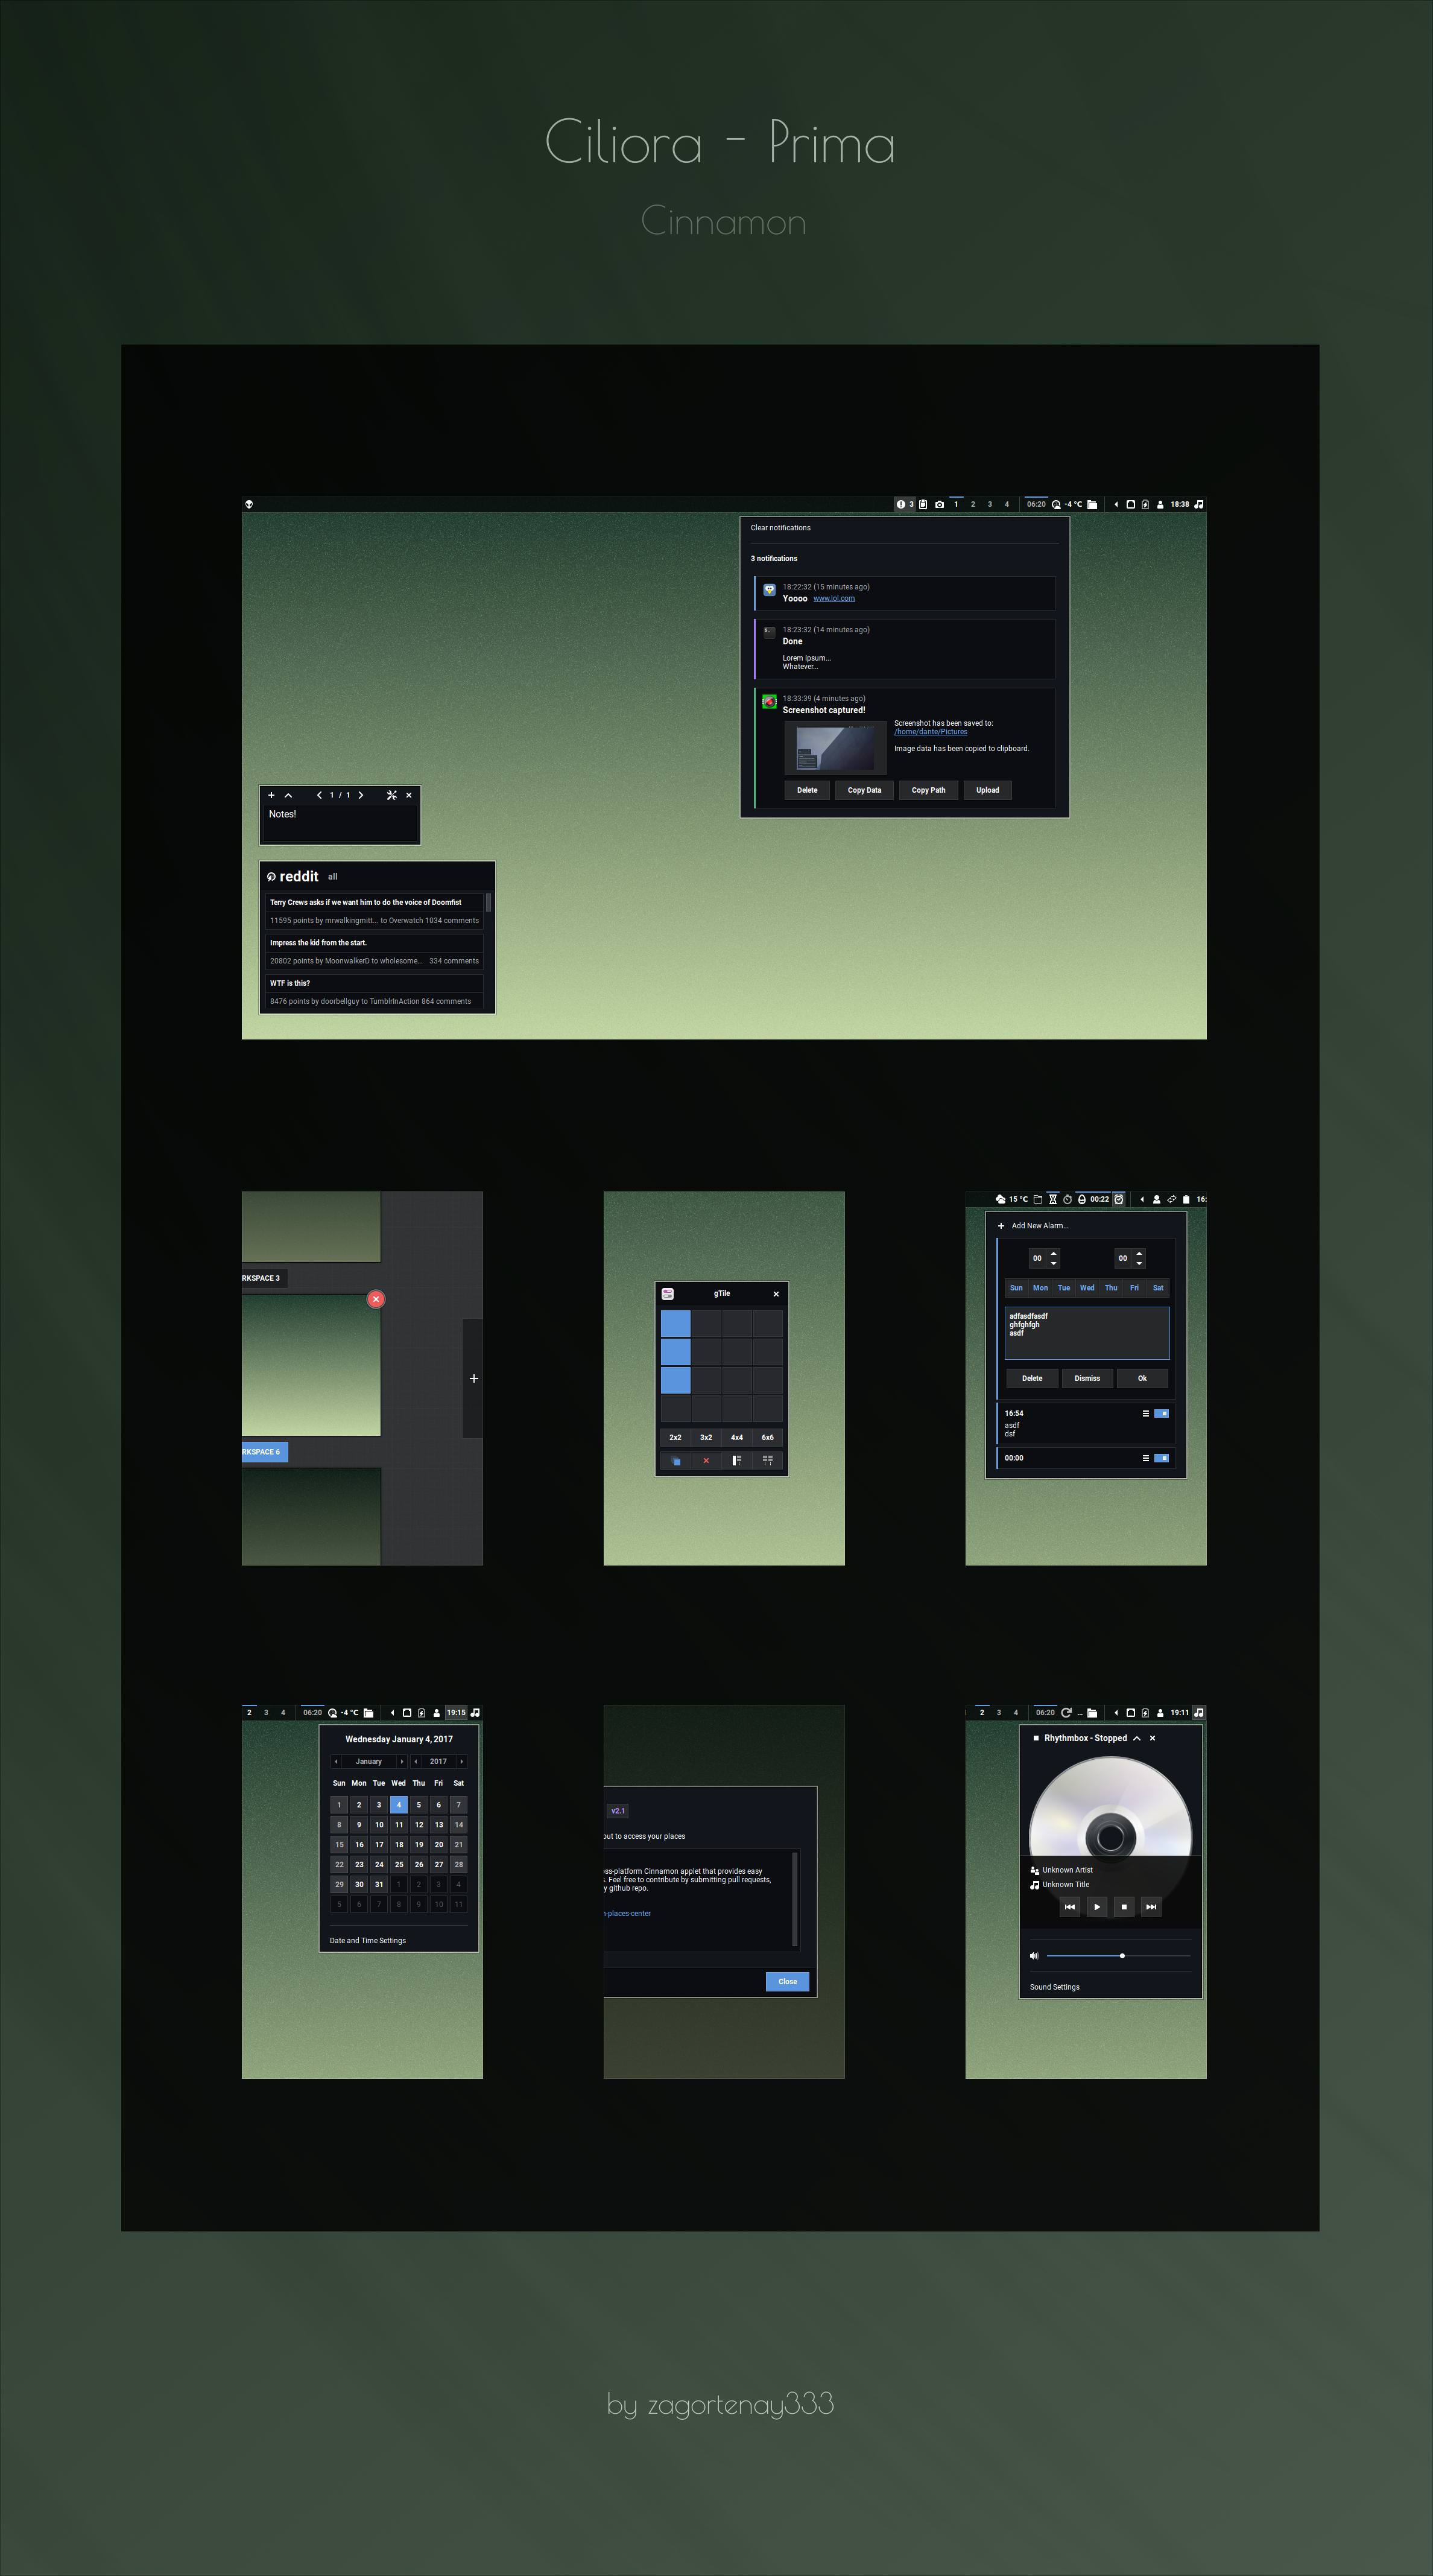 Ciliora - Prima
Cinnamon
3 1 2 3 4 06:20 -4 °C 18:38
Clear notifications
3 notifications
18:22:32 (15 minutes ago)
Yoooo www.lol.com
18:23:32 (14 minutes ago)
Done
Lorem ipsum...
Whatever...
18:33:39 (4 minutes ago)
Screenshot captured!
Screenshot has been saved to:
/home/dante/Pictures
Image data has been copied to clipboard.
Delete Copy Data Copy Path Upload
1 / 1
Notes!
reddit all
Terry Crews asks if we want him to do the voice of Doomfist
11595 points by mrwalkingmitt... to Overwatch 1034 comments
Impress the kid from the start.
20802 points by MoonwalkerD to wholesome... 334 comments
WTF is this?
8476 points by doorbellguy to TumblrInAction 864 comments
RKSPACE 3
+
RKSPACE 6
gTile
2x2 3x2 4x4 6x6
15 °C 00:22 16:
+ Add New Alarm...
00 00
Sun Mon Tue Wed Thu Fri Sat
adfasdfasdf
ghfghfgh
asdf
Delete Dismiss Ok
16:54
asdf
dsf
00:00
2 3 4 06:20 -4 °C 19:15
Wednesday January 4, 2017
January 2017
Sun Mon Tue Wed Thu Fri Sat
1 2 3 4 5 6 7
8 9 10 11 12 13 14
15 16 17 18 19 20 21
22 23 24 25 26 27 28
29 30 31 1 2 3 4
5 6 7 8 9 10 11
Date and Time Settings
v2.1
out to access your places
ss-platform Cinnamon applet that provides easy
s. Feel free to contribute by submitting pull requests,
y github repo.
n-places-center
Close
2 3 4 06:20 ... 19:11
Rhythmbox - Stopped
Unknown Artist
Unknown Title
Sound Settings
by zagortenay333